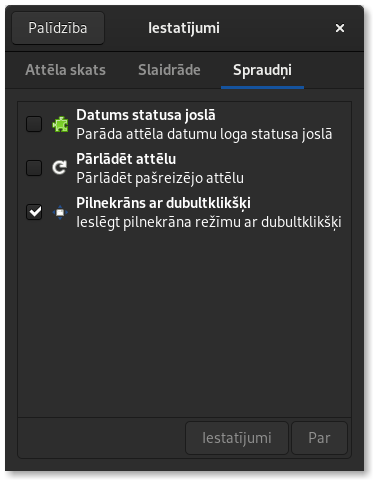 Palīdzība
Iestatījumi
Attēla skats
Slaidrāde
Spraudņi
Datums statusa joslā
Parāda attēla datumu loga statusa joslā
Pārlādēt attēlu
Pārlādēt pašreizējo attēlu
Pilnekrāns ar dubultklikšķi
Ieslēgt pilnekrāna režīmu ar dubultklikšķi
Iestatījumi
Par